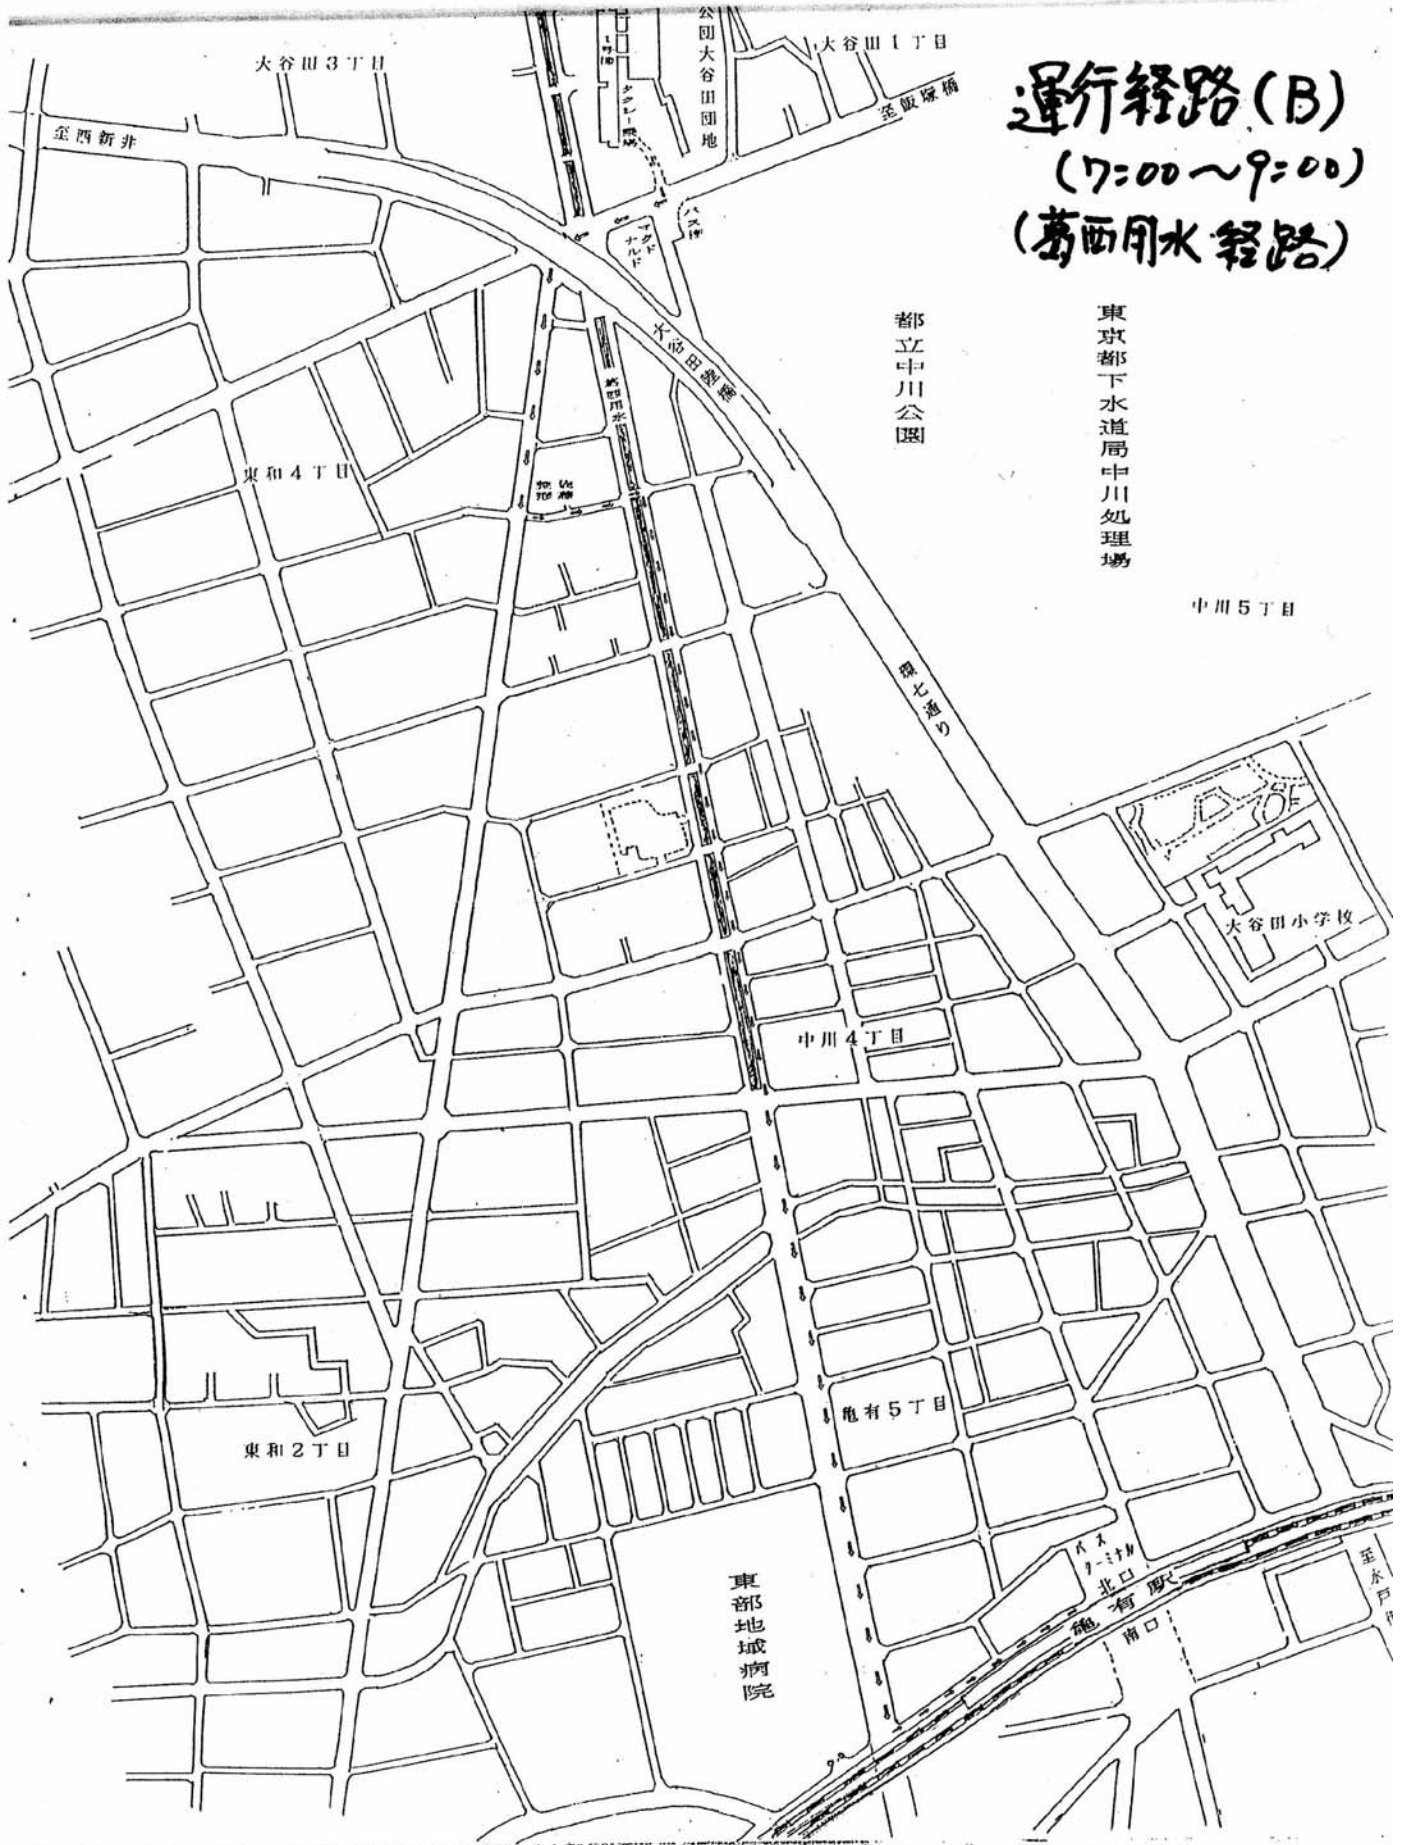 運行経路(B)
(7:00～9:00)
(葛西用水経路)
大谷田3丁目
公団大谷田団地
大谷田1丁目
至西新井
至飯塚橋
バス停
マクド
ナルド
大谷田陸橋
葛西用水
都立中川公園
東京都下水道局中川処理場
東和4丁目
中川5丁目
環七通り
大谷田小学校
中川4丁目
亀有5丁目
東和2丁目
東部地域病院
バス
ターミナル
北口
亀有駅
南口